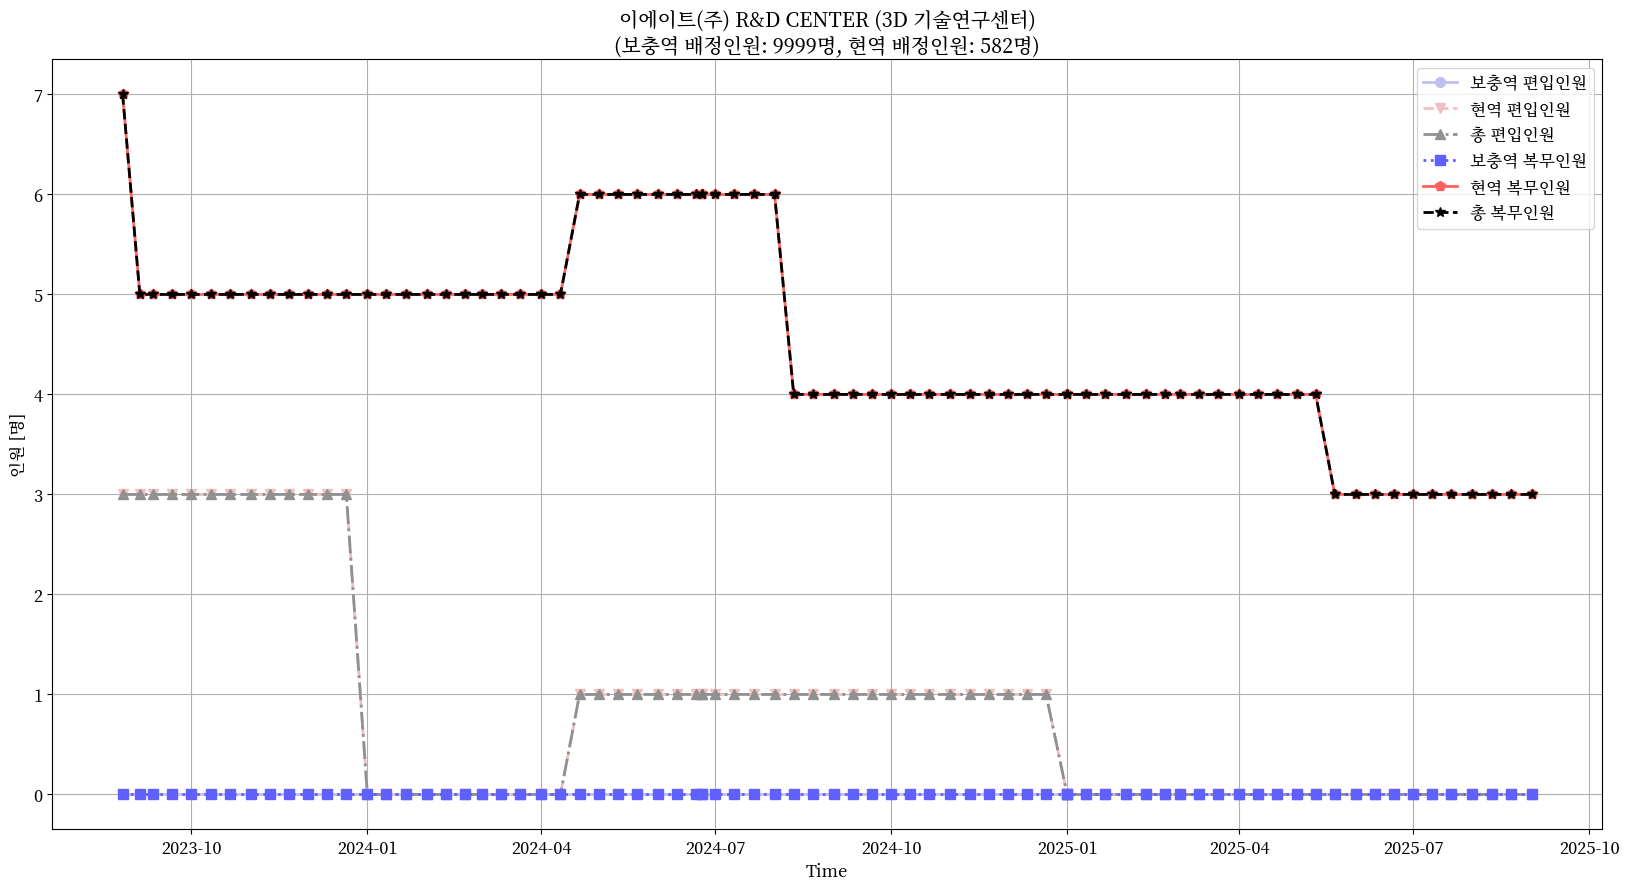 이에이트(주) R&D CENTER (3D 기술연구센터)
(보충역 배정인원: 9999명, 현역 배정인원: 582명)
보충역 편입인원
현역 편입인원
총 편입인원
보충역 복무인원
현역 복무인원
총 복무인원
인원 [명]
7
6
5
4
3
2
1
0
2023-10
2024-01
2024-04
2024-07
2024-10
2025-01
2025-04
2025-07
2025-10
Time